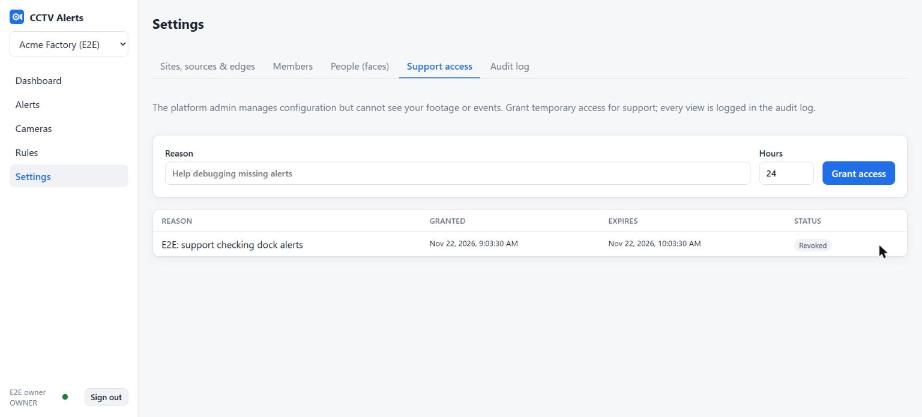 CCTV Alerts
Acme Factory (E2E)
Dashboard
Alerts
Cameras
Rules
Settings
E2E owner
OWNER
Sign out
Settings
Sites, sources & edges Members People (faces) Support access Audit log
The platform admin manages configuration but cannot see your footage or events. Grant temporary access for support; every view is logged in the audit log.
Reason Hours
Help debugging missing alerts 24 Grant access
REASON GRANTED EXPIRES STATUS
E2E: support checking dock alerts Nov 22, 2026, 9:03:30 AM Nov 22, 2026, 10:03:30 AM Revoked